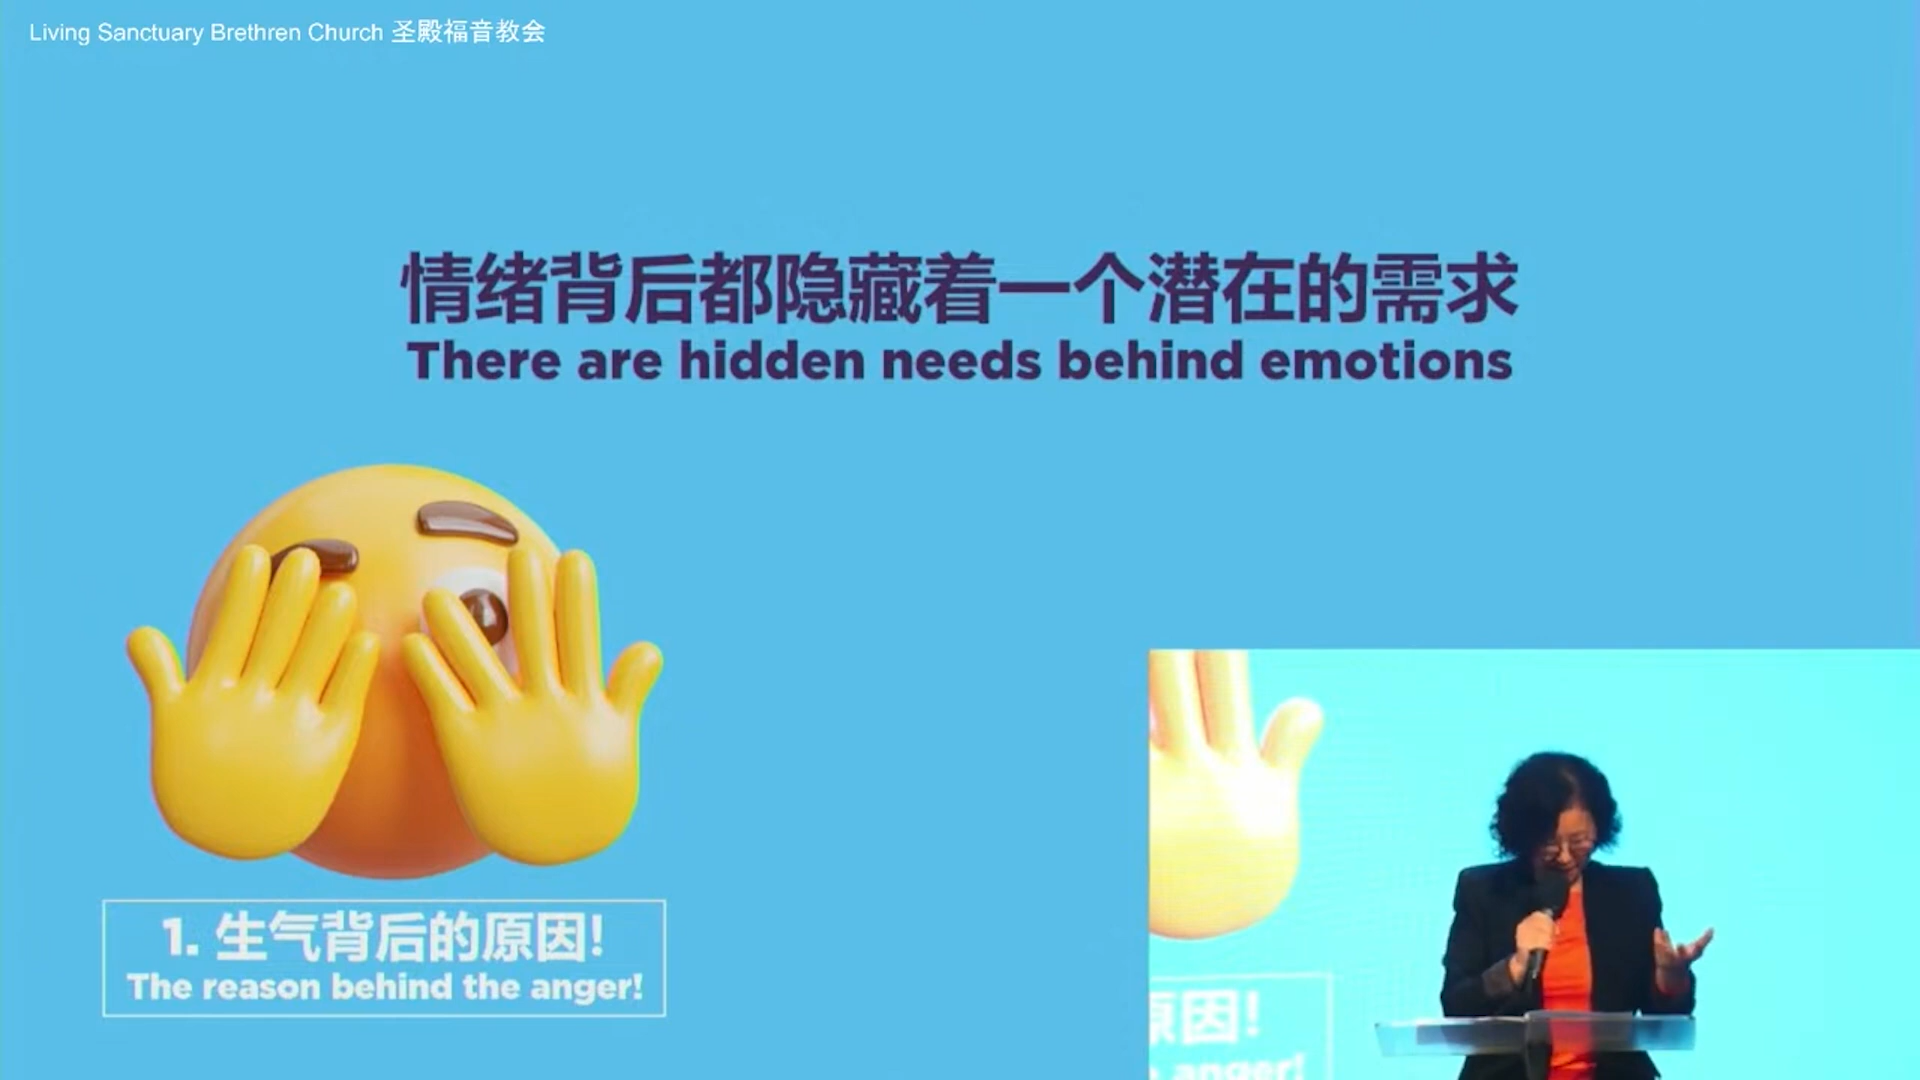 Living Sanctuary Brethren Church 圣殿福音教会
情绪背后都隐藏着一个潜在的需求
There are hidden needs behind emotions
1. 生气背后的原因!
The reason behind the anger!
原因!
anger!